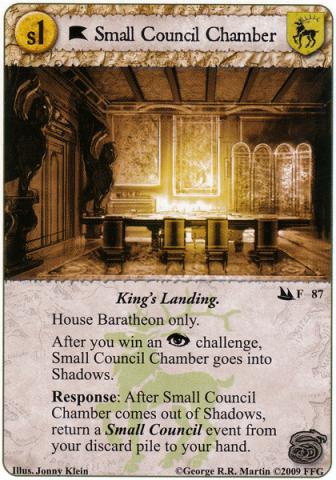 s1
Small Council Chamber
King's Landing.
F 87
House Baratheon only.
After you win an challenge,
Small Council Chamber goes into
Shadows.
Response: After Small Council
Chamber comes out of Shadows,
return a Small Council event from
your discard pile to your hand.
Illus. Jonny Klein
©George R.R. Martin ©2009 FFG